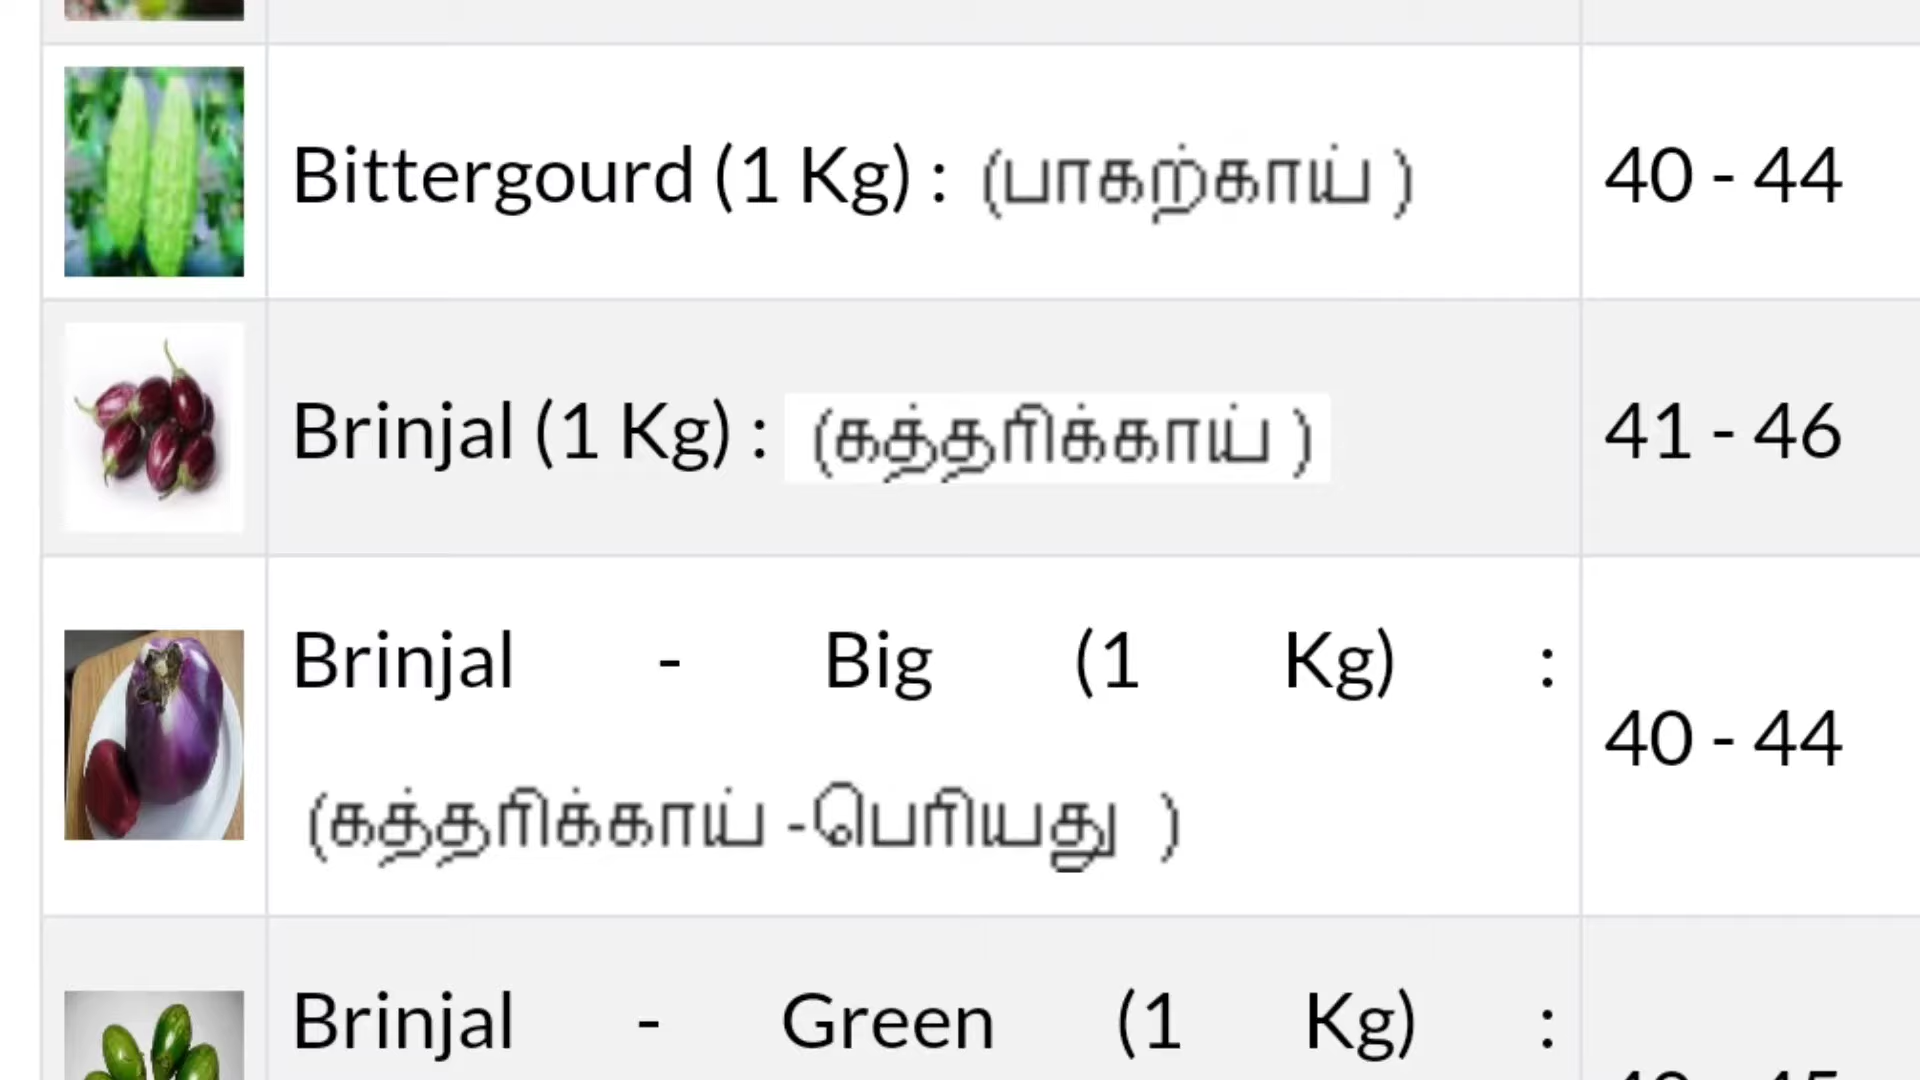 Bittergourd (1 Kg) : (பாகற்காய் ) 40 - 44
Brinjal (1 Kg) : (கத்தரிக்காய் ) 41 - 46
Brinjal - Big (1 Kg) :
(கத்தரிக்காய் -பெரியது ) 40 - 44
Brinjal - Green (1 Kg) :